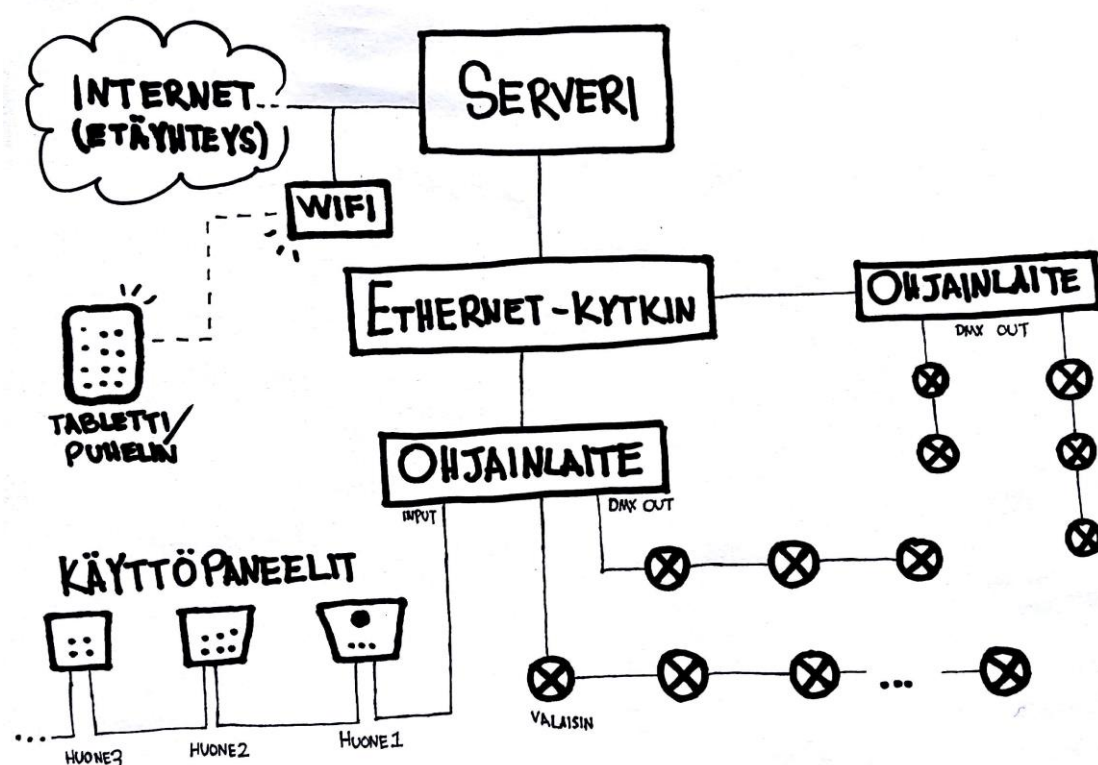 INTERNET
(ETÄYHTEYS)
SERVERI
WIFI
ETHERNET-KYTKIN
OHJAINLAITE
DMX OUT
TABLETTI/
PUHELIN
OHJAINLAITE
INPUT
DMX OUT
KÄYTTÖPANEELIT
...
VALAISIN
...
HUONE3
HUONE2
HUONE1